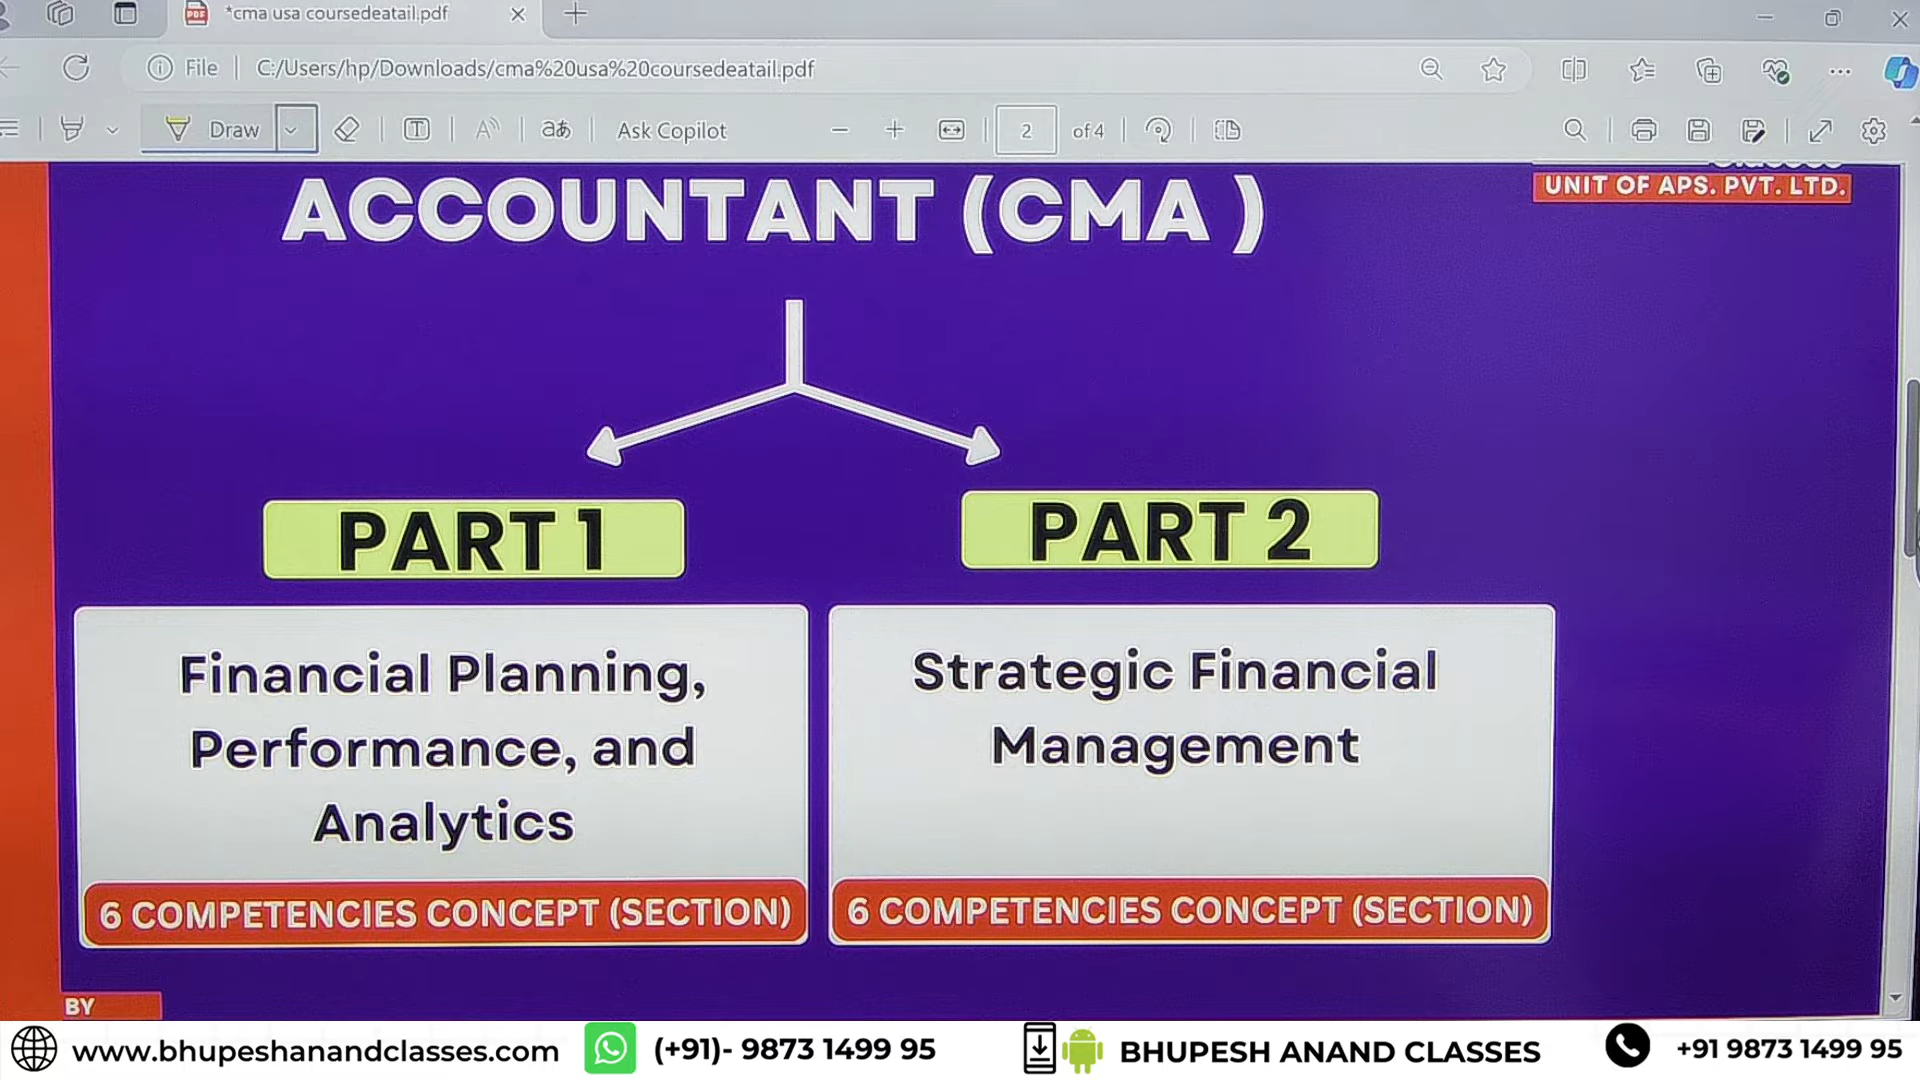 *cma usa coursedeatail.pdf
File
C:/Users/hp/Downloads/cma%20usa%20coursedeatail.pdf
Draw
Ask Copilot
2
of 4
UNIT OF APS. PVT. LTD.
ACCOUNTANT (CMA )
PART 1
PART 2
Financial Planning,
Performance, and
Analytics
Strategic Financial
Management
6 COMPETENCIES CONCEPT (SECTION)
6 COMPETENCIES CONCEPT (SECTION)
BY
www.bhupeshanandclasses.com
(+91)- 9873 1499 95
BHUPESH ANAND CLASSES
+91 9873 1499 95